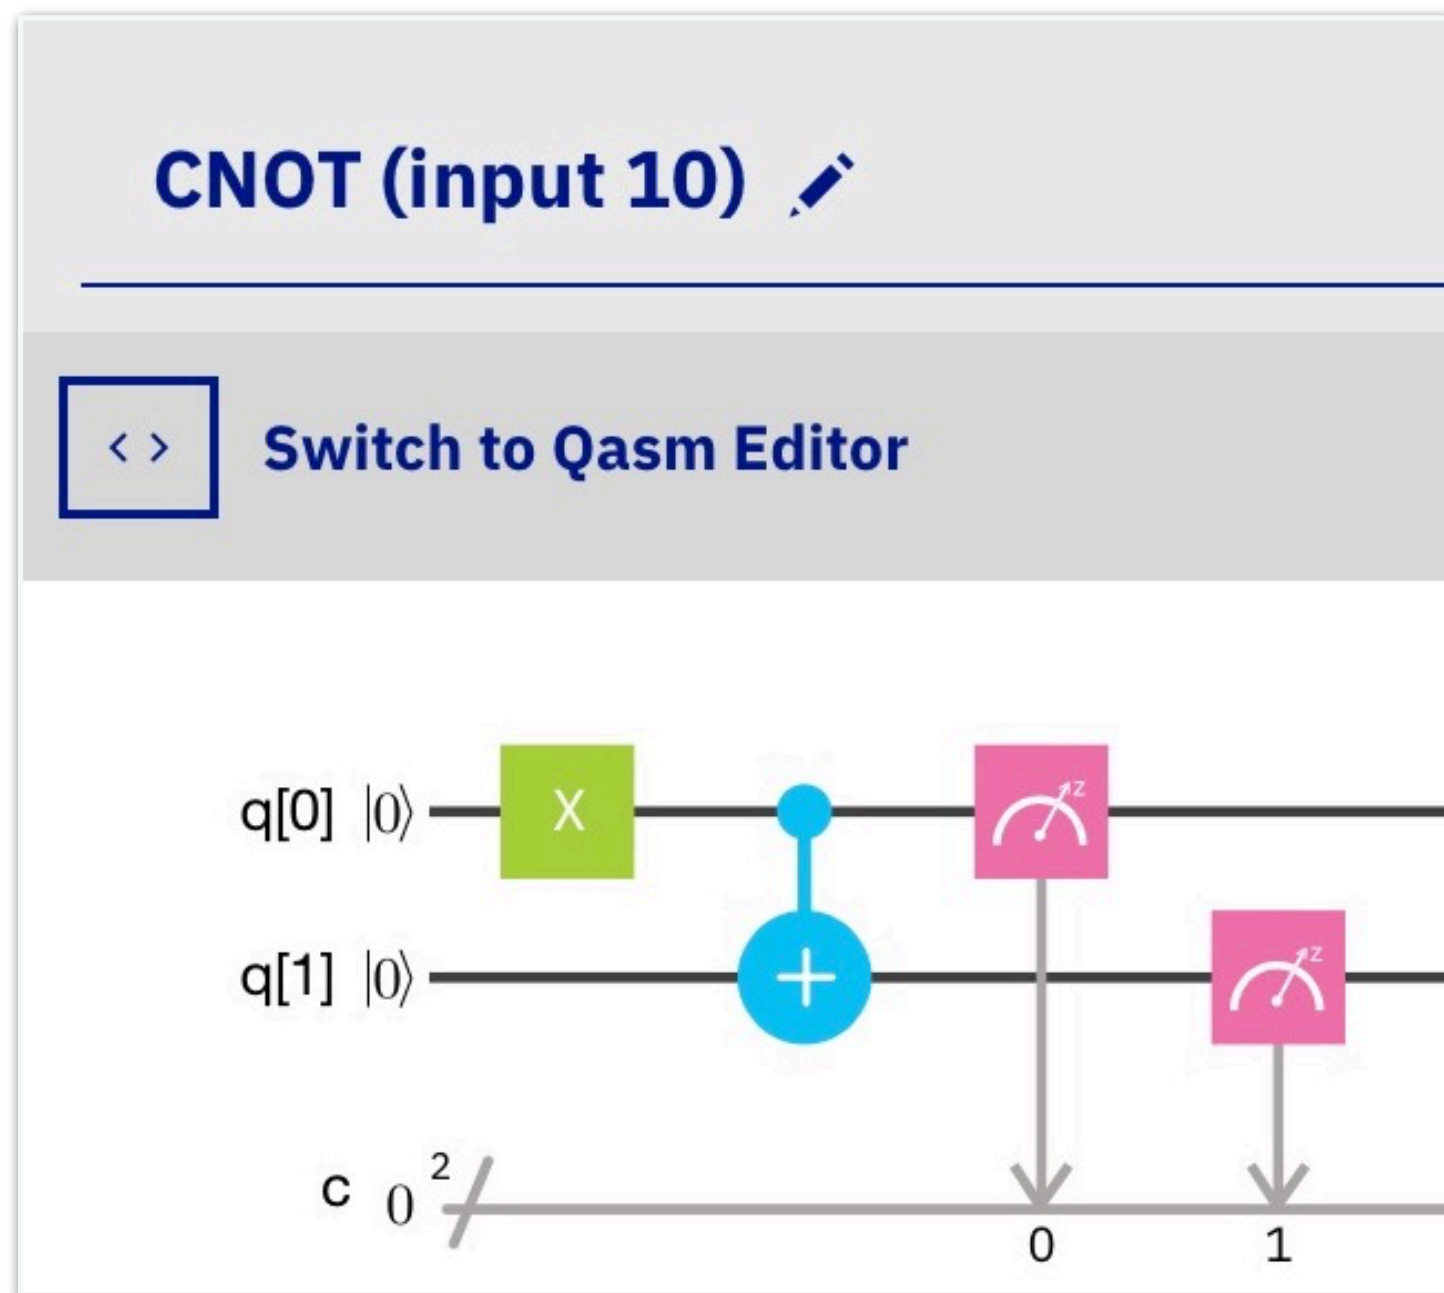 CNOT (input 10)
< > Switch to Qasm Editor
q[0] |0⟩ X z
q[1] |0⟩ + z
c 0 2
0 1